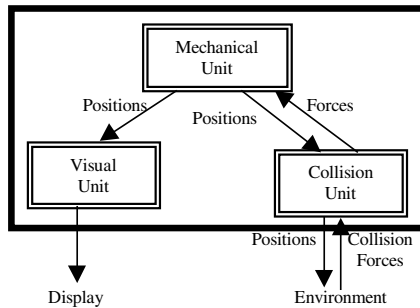 Mechanical
Unit
Positions
Positions
Forces
Visual
Unit
Collision
Unit
Positions
Collision
Forces
Display
Environment